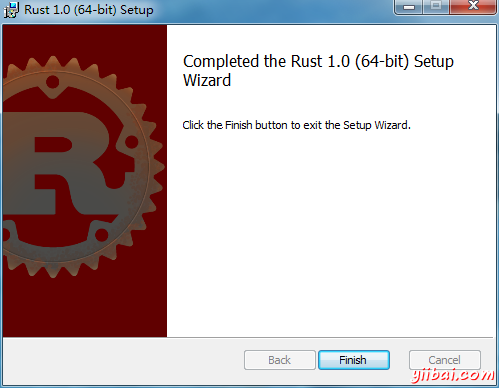 Rust 1.0 (64-bit) Setup
Completed the Rust 1.0 (64-bit) Setup
Wizard
Click the Finish button to exit the Setup Wizard.
R
Back
Finish
Cancel
yiibai.com